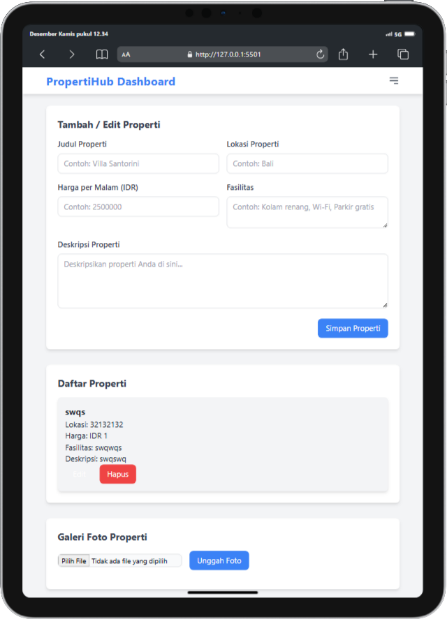 Desember Kamis pukul 12.34
5G
AA
http://127.0.0.1:5501
PropertiHub Dashboard
Tambah / Edit Properti
Judul Properti
Lokasi Properti
Contoh: Villa Santorini
Contoh: Bali
Harga per Malam (IDR)
Fasilitas
Contoh: 2500000
Contoh: Kolam renang, Wi-Fi, Parkir gratis
Deskripsi Properti
Deskripsikan properti Anda di sini...
Simpan Properti
Daftar Properti
swqs
Lokasi: 32132132
Harga: IDR 1
Fasilitas: swqwqs
Deskripsi: swqswq
Hapus
Galeri Foto Properti
Pilih File Tidak ada file yang dipilih
Unggah Foto